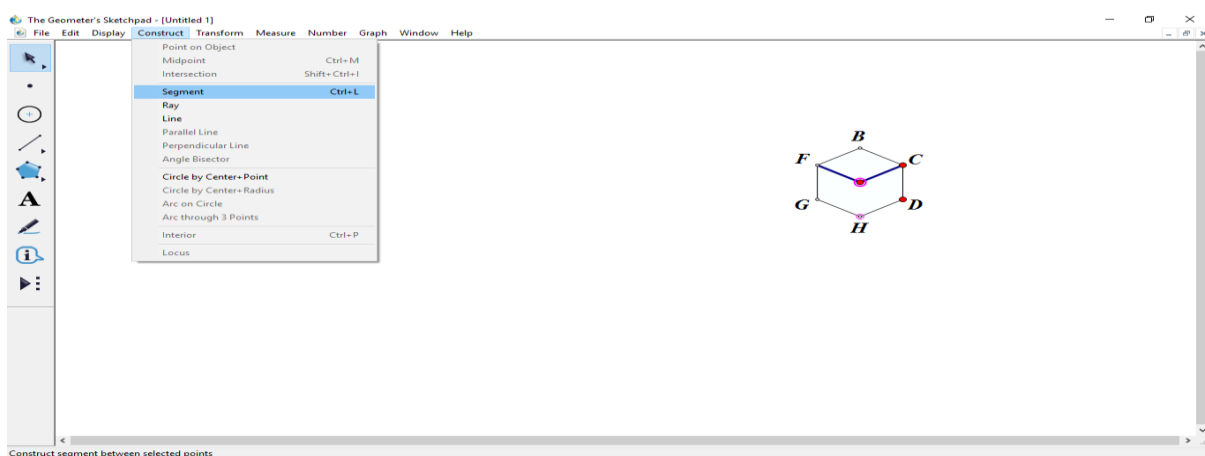 The Geometer's Sketchpad - [Untitled 1]
File Edit Display Construct Transform Measure Number Graph Window Help
Point on Object
Midpoint Ctrl+M
Intersection Shift+Ctrl+I
Segment Ctrl+L
Ray
Line
Parallel Line
Perpendicular Line
Angle Bisector
Circle by Center+Point
Circle by Center+Radius
Arc on Circle
Arc through 3 Points
Interior Ctrl+P
Locus
A
B
F C
G D
H
Construct segment between selected points